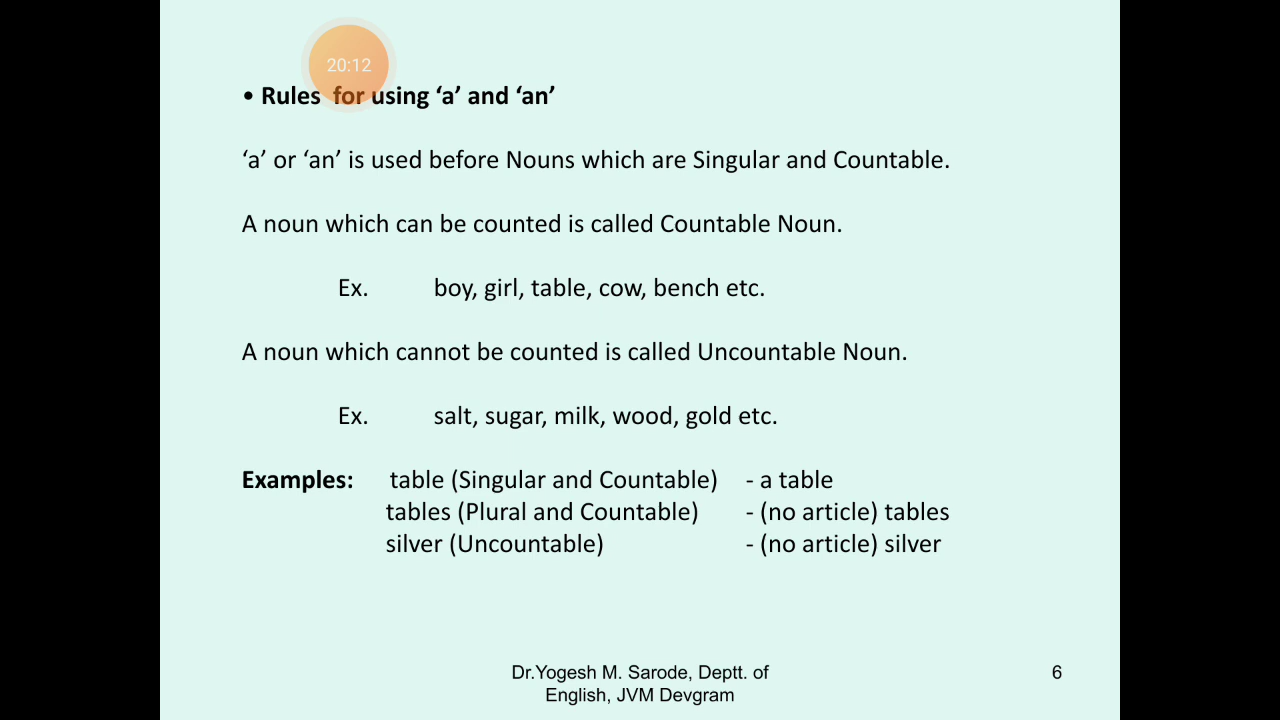 20:12
• Rules for using ‘a’ and ‘an’
‘a’ or ‘an’ is used before Nouns which are Singular and Countable.
A noun which can be counted is called Countable Noun.
Ex. boy, girl, table, cow, bench etc.
A noun which cannot be counted is called Uncountable Noun.
Ex. salt, sugar, milk, wood, gold etc.
Examples: table (Singular and Countable) - a table
tables (Plural and Countable) - (no article) tables
silver (Uncountable) - (no article) silver
Dr.Yogesh M. Sarode, Deptt. of
English, JVM Devgram
6